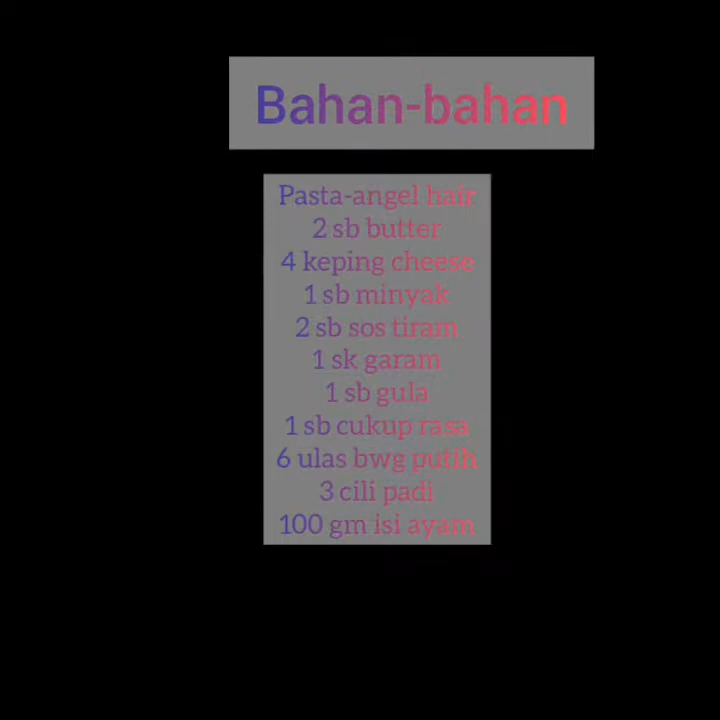 Bahan-bahan
Pasta-angel hair
2 sb butter
4 keping cheese
1 sb minyak
2 sb sos tiram
1 sk garam
1 sb gula
1 sb cukup rasa
6 ulas bwg putih
3 cili padi
100 gm isi ayam